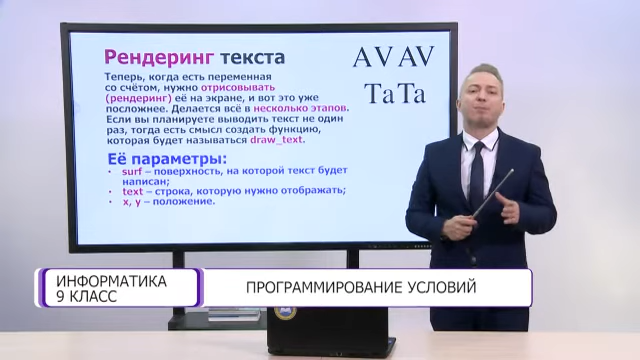 Рендеринг текста
Теперь, когда есть переменная
со счётом, нужно отрисовывать
(рендеринг) её на экране, и вот это уже
посложнее. Делается всё в несколько этапов.
Если вы планируете выводить текст не один
раз, тогда есть смысл создать функцию,
которая будет называться draw_text.
Её параметры:
• surf – поверхность, на которой текст будет
написан;
• text – строка, которую нужно отображать;
• x, y – положение.
AV AV
Ta Ta
ИНФОРМАТИКА
9 КЛАСС
ПРОГРАММИРОВАНИЕ УСЛОВИЙ